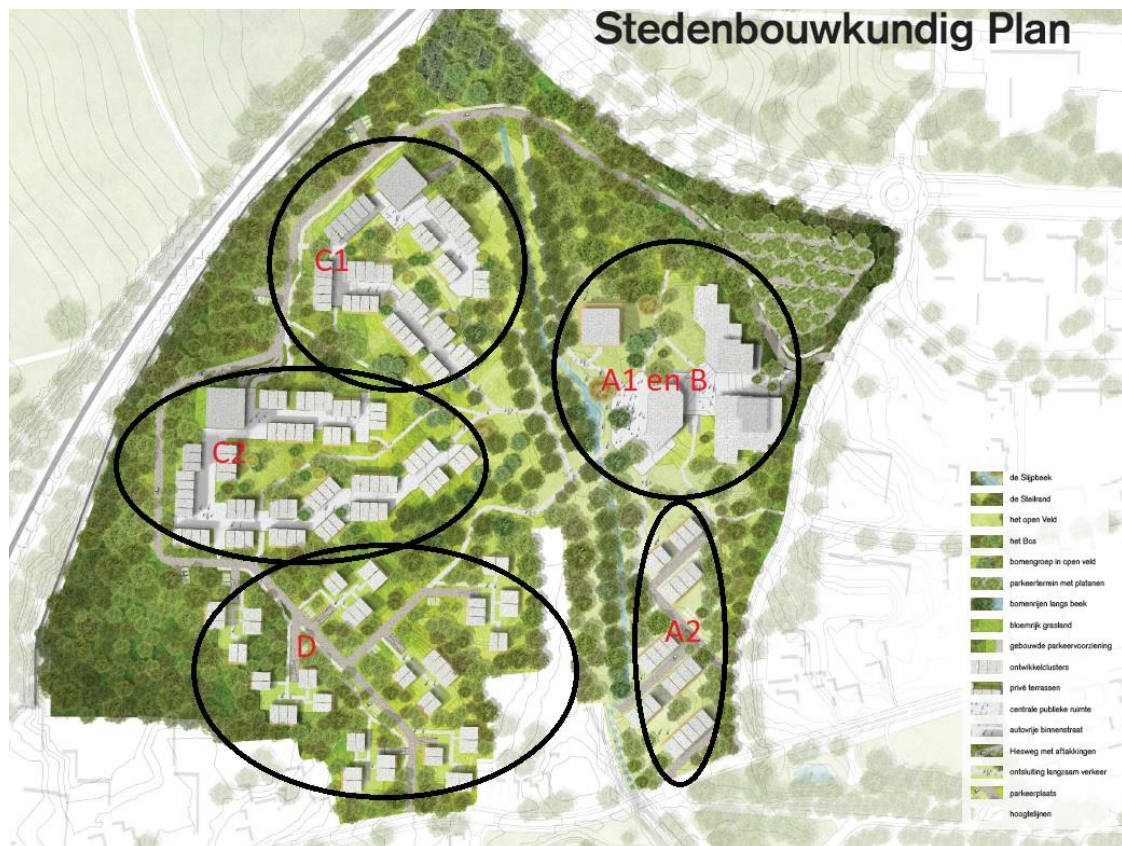 Stedenbouwkundig Plan
C1
A1 en B
C2
D
A2
de Slijpbeek
de Steilrand
het open Veld
het Bos
bomengroep in open veld
parkeerterrein met platanen
bomenrijen langs beek
bloemrijk grasland
gebouwde parkeervoorziening
ontwikkelclusters
privé terrassen
centrale publieke ruimte
autovrije binnenstraat
Hesweg met aftakkingen
ontsluiting langzaam verkeer
parkeerplaats
hoogtelijnen